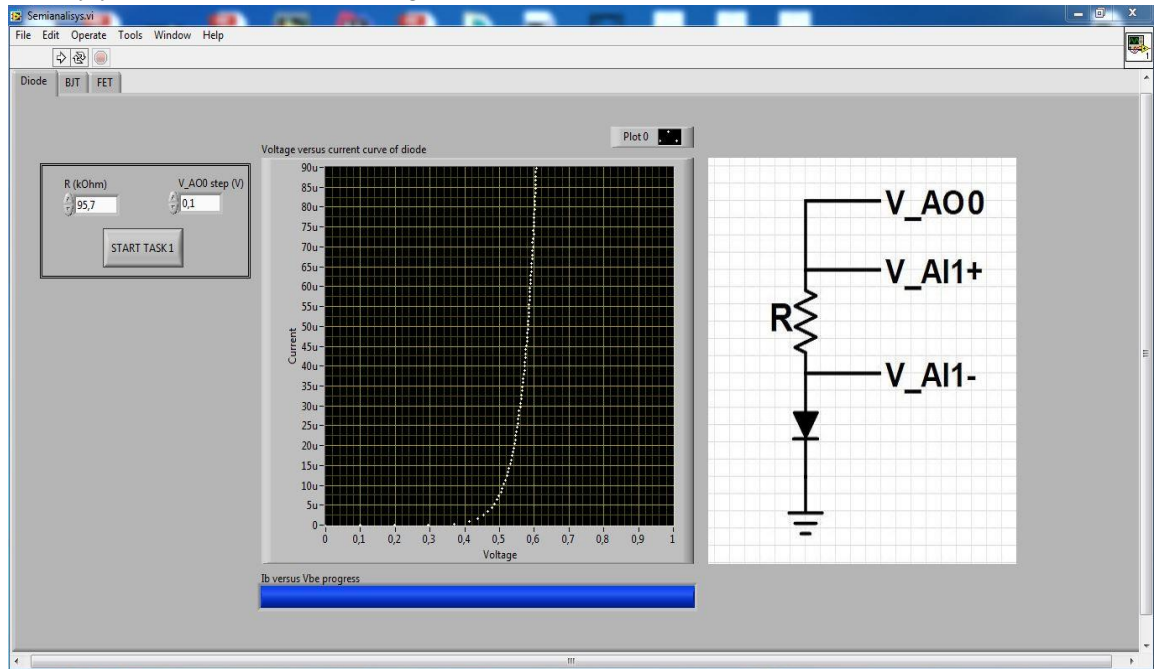 Semianalisys.vi
File Edit Operate Tools Window Help
1
Diode BJT FET
R (kOhm) V_AO0 step (V)
95,7 0,1
START TASK 1
Plot 0
Voltage versus current curve of diode
90u
85u
80u
75u
70u
65u
60u
55u
50u
45u
40u
35u
30u
25u
20u
15u
10u
5u
0
Current
0 0,1 0,2 0,3 0,4 0,5 0,6 0,7 0,8 0,9 1
Voltage
V_AO0
V_AI1+
R
V_AI1-
Ib versus Vbe progress